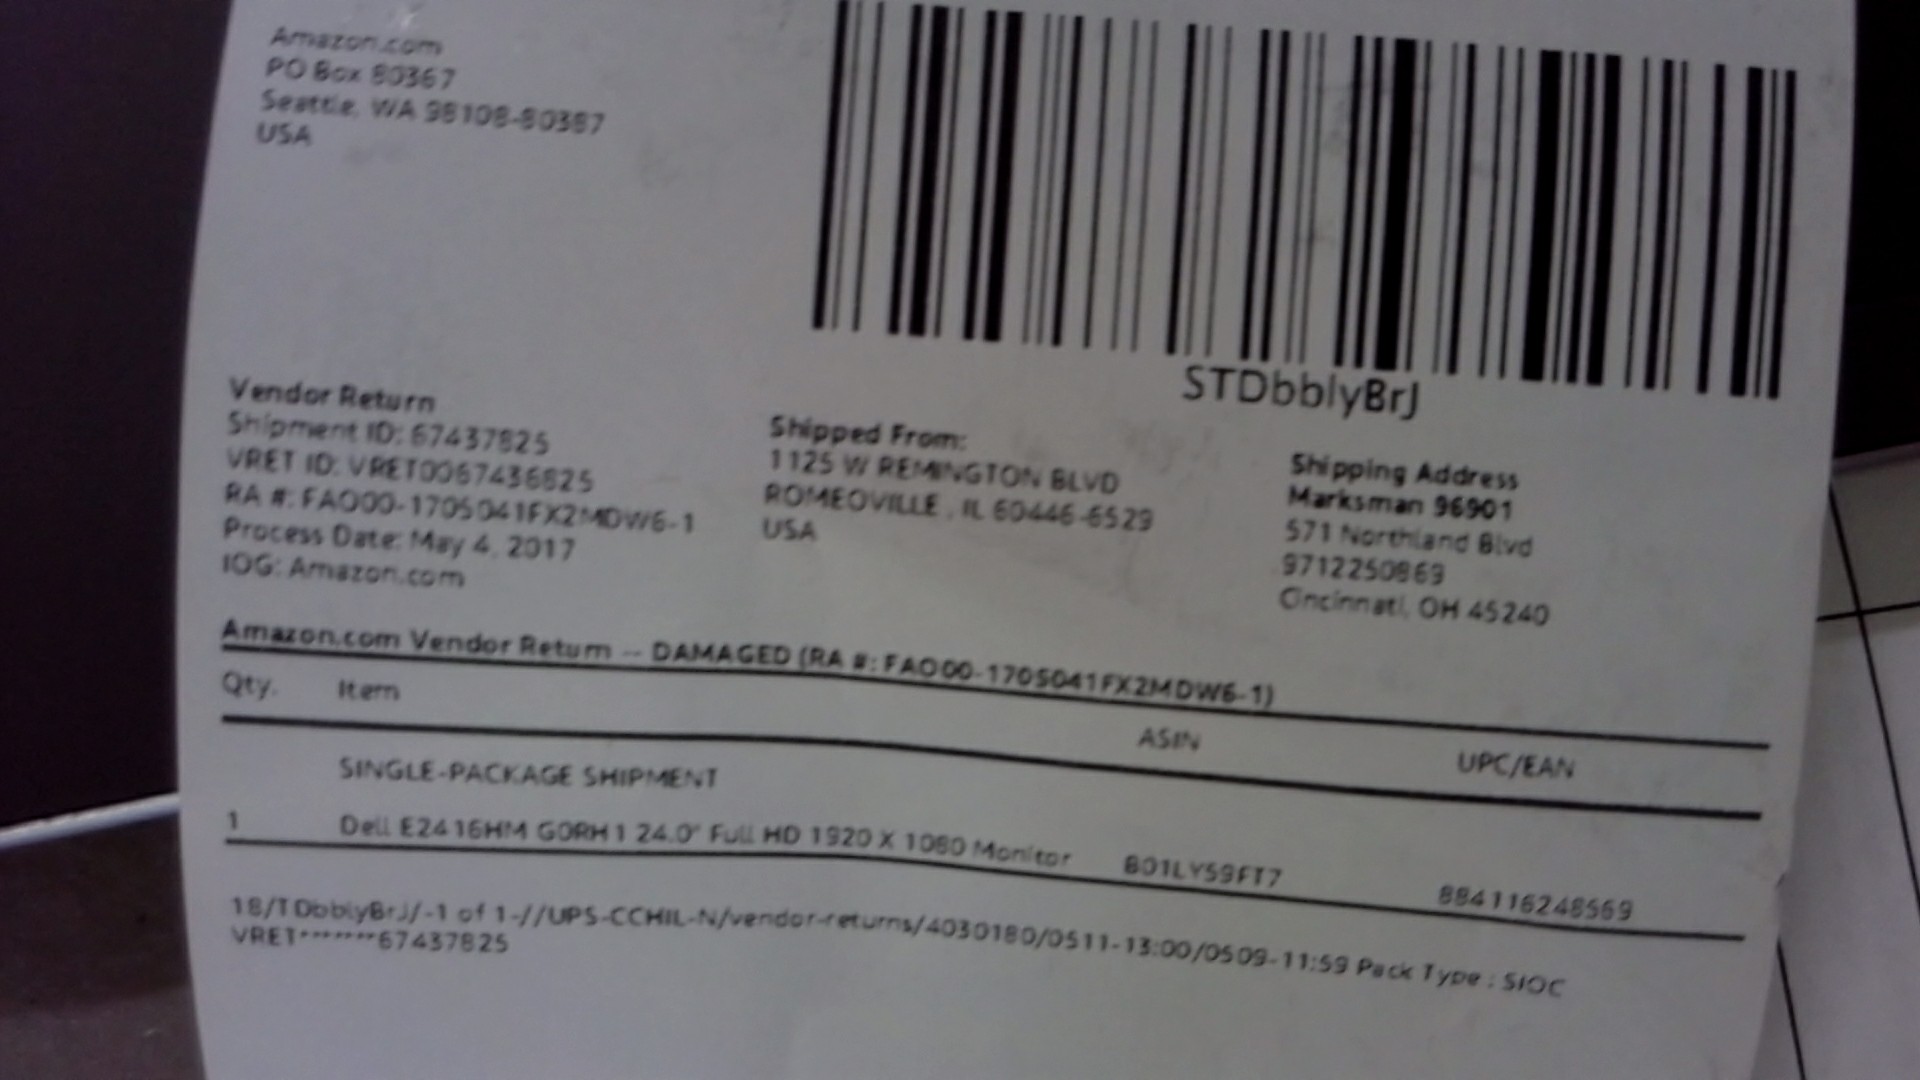 Amazon.com
PO Box 80387
Seattle, WA 98108-80387
USA
STDbblyBrJ
Vendor Return
Shipment ID: 67437825
VRET ID: VRET0067436825
RA #: FAO00-1705041FX2MDW6-1
Process Date: May 4, 2017
IOG: Amazon.com
Shipped From:
1125 W REMINGTON BLVD
ROMEOVILLE , IL 60446-6529
USA
Shipping Address
Marksman 96901
571 Northland Blvd
9712250869
Cincinnati, OH 45240
Amazon.com Vendor Return -- DAMAGED (RA #: FAO00-1705041FX2MDW6-1)
Qty. Item ASIN UPC/EAN
SINGLE-PACKAGE SHIPMENT
1 Dell E2416HM G0RH1 24.0" Full HD 1920 X 1080 Monitor B01LYS9FT7 884116248569
18/TDbblyBrJ/-1 of 1-//UPS-CCHIL-N/vendor-returns/4030180/0511-13:00/0509-11:59 Pack Type : SIOC
VRET*******67437825